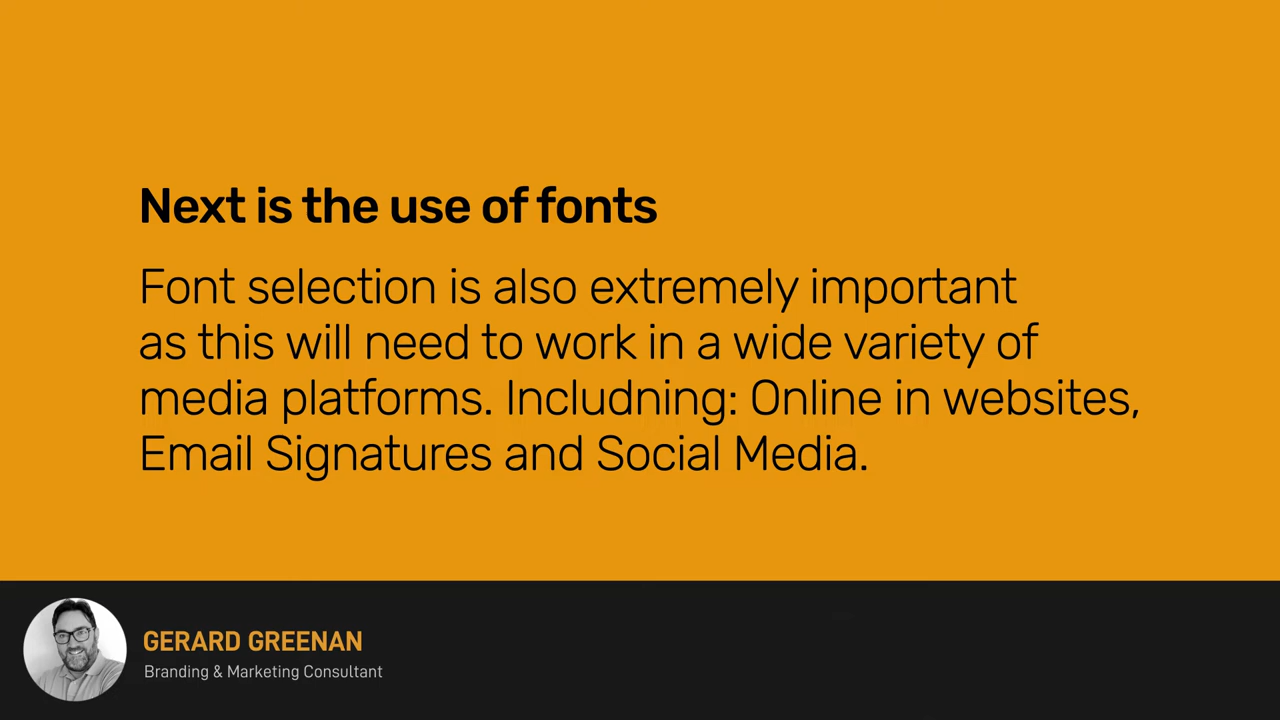 Next is the use of fonts
Font selection is also extremely important
as this will need to work in a wide variety of
media platforms. Includning: Online in websites,
Email Signatures and Social Media.
GERARD GREENAN
Branding & Marketing Consultant